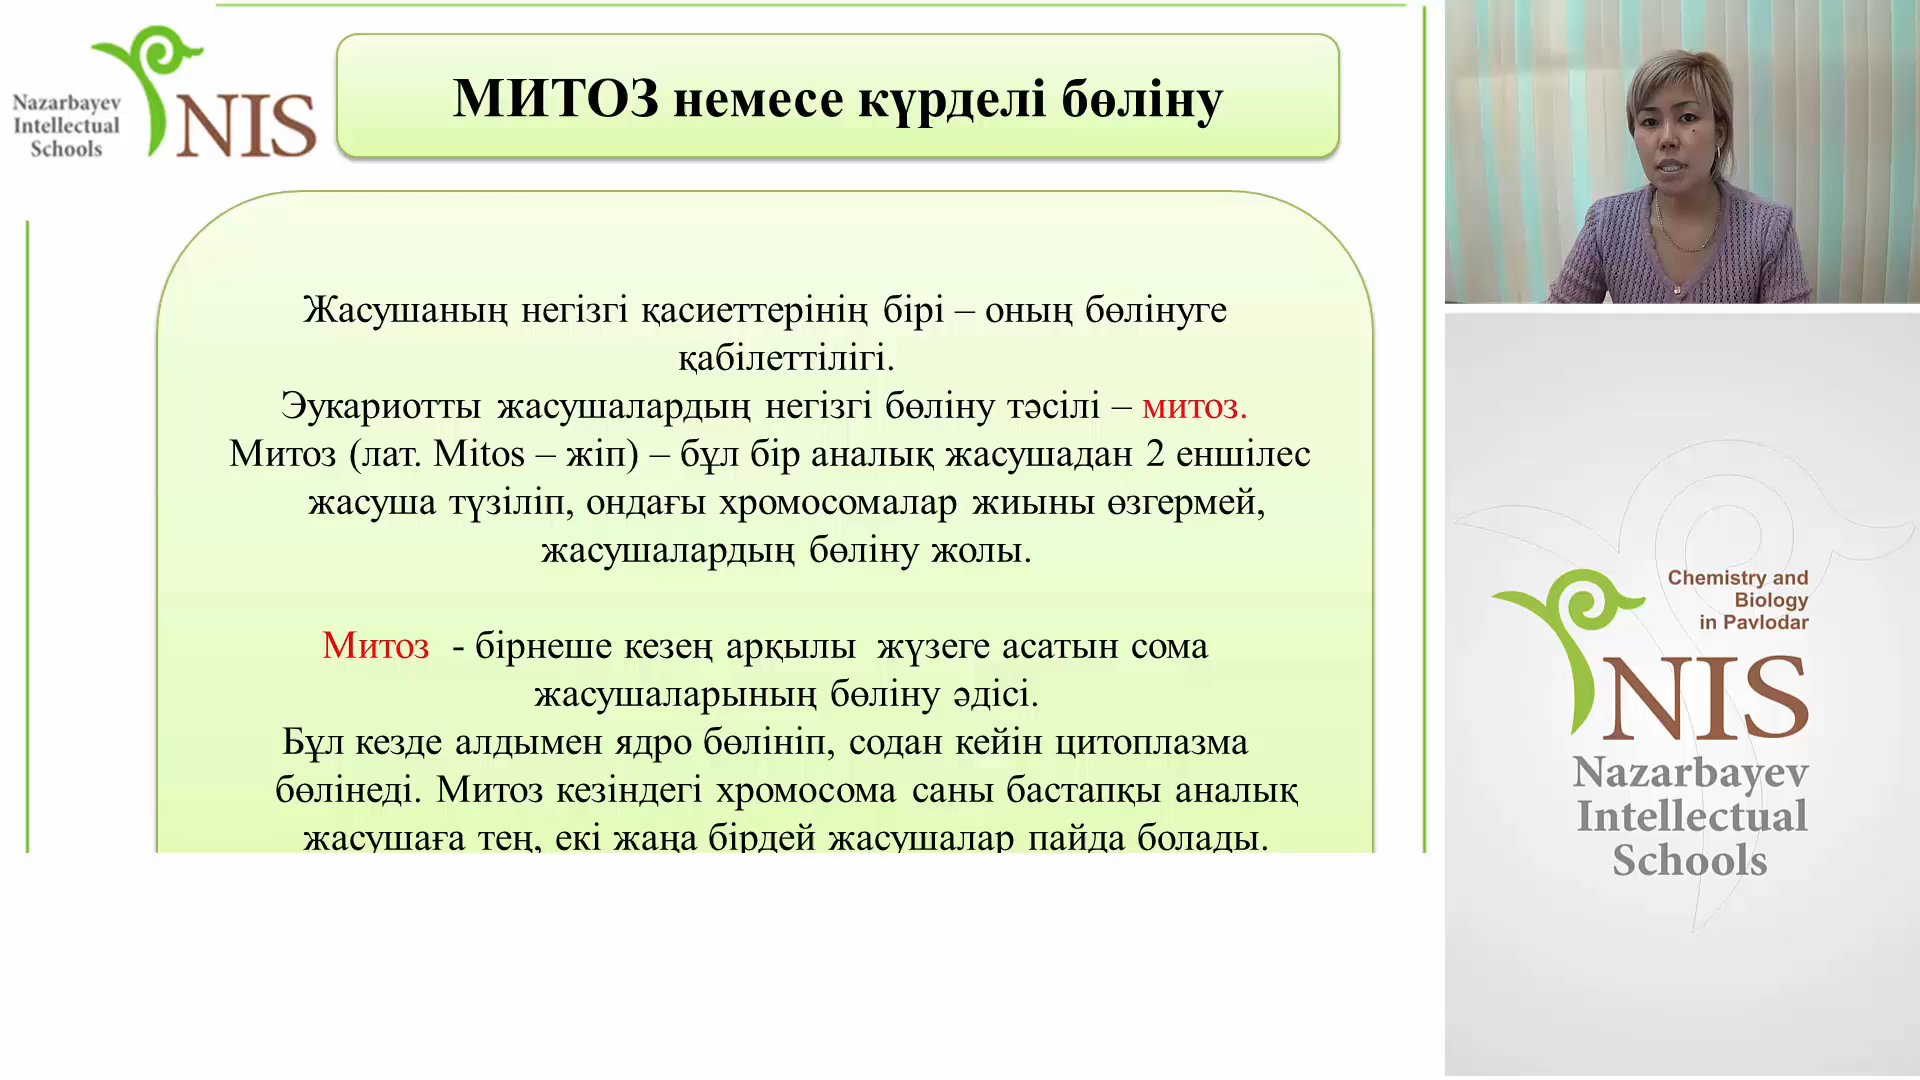 Nazarbayev
Intellectual
Schools
NIS
МИТОЗ немесе күрделі бөліну
Жасушаның негізгі қасиеттерінің бірі – оның бөлінуге
қабілеттілігі.
Эукариотты жасушалардың негізгі бөліну тәсілі – митоз.
Митоз (лат. Mitos – жіп) – бұл бір аналық жасушадан 2 еншілес
жасуша түзіліп, ондағы хромосомалар жиыны өзгермей,
жасушалардың бөліну жолы.
Митоз - бірнеше кезең арқылы жүзеге асатын сома
жасушаларының бөліну әдісі.
Бұл кезде алдымен ядро бөлініп, содан кейін цитоплазма
бөлінеді. Митоз кезіндегі хромосома саны бастапқы аналық
жасушаға тең, екі жаңа бірдей жасушалар пайда болады.
Chemistry and
Biology
in Pavlodar
NIS
Nazarbayev
Intellectual
Schools